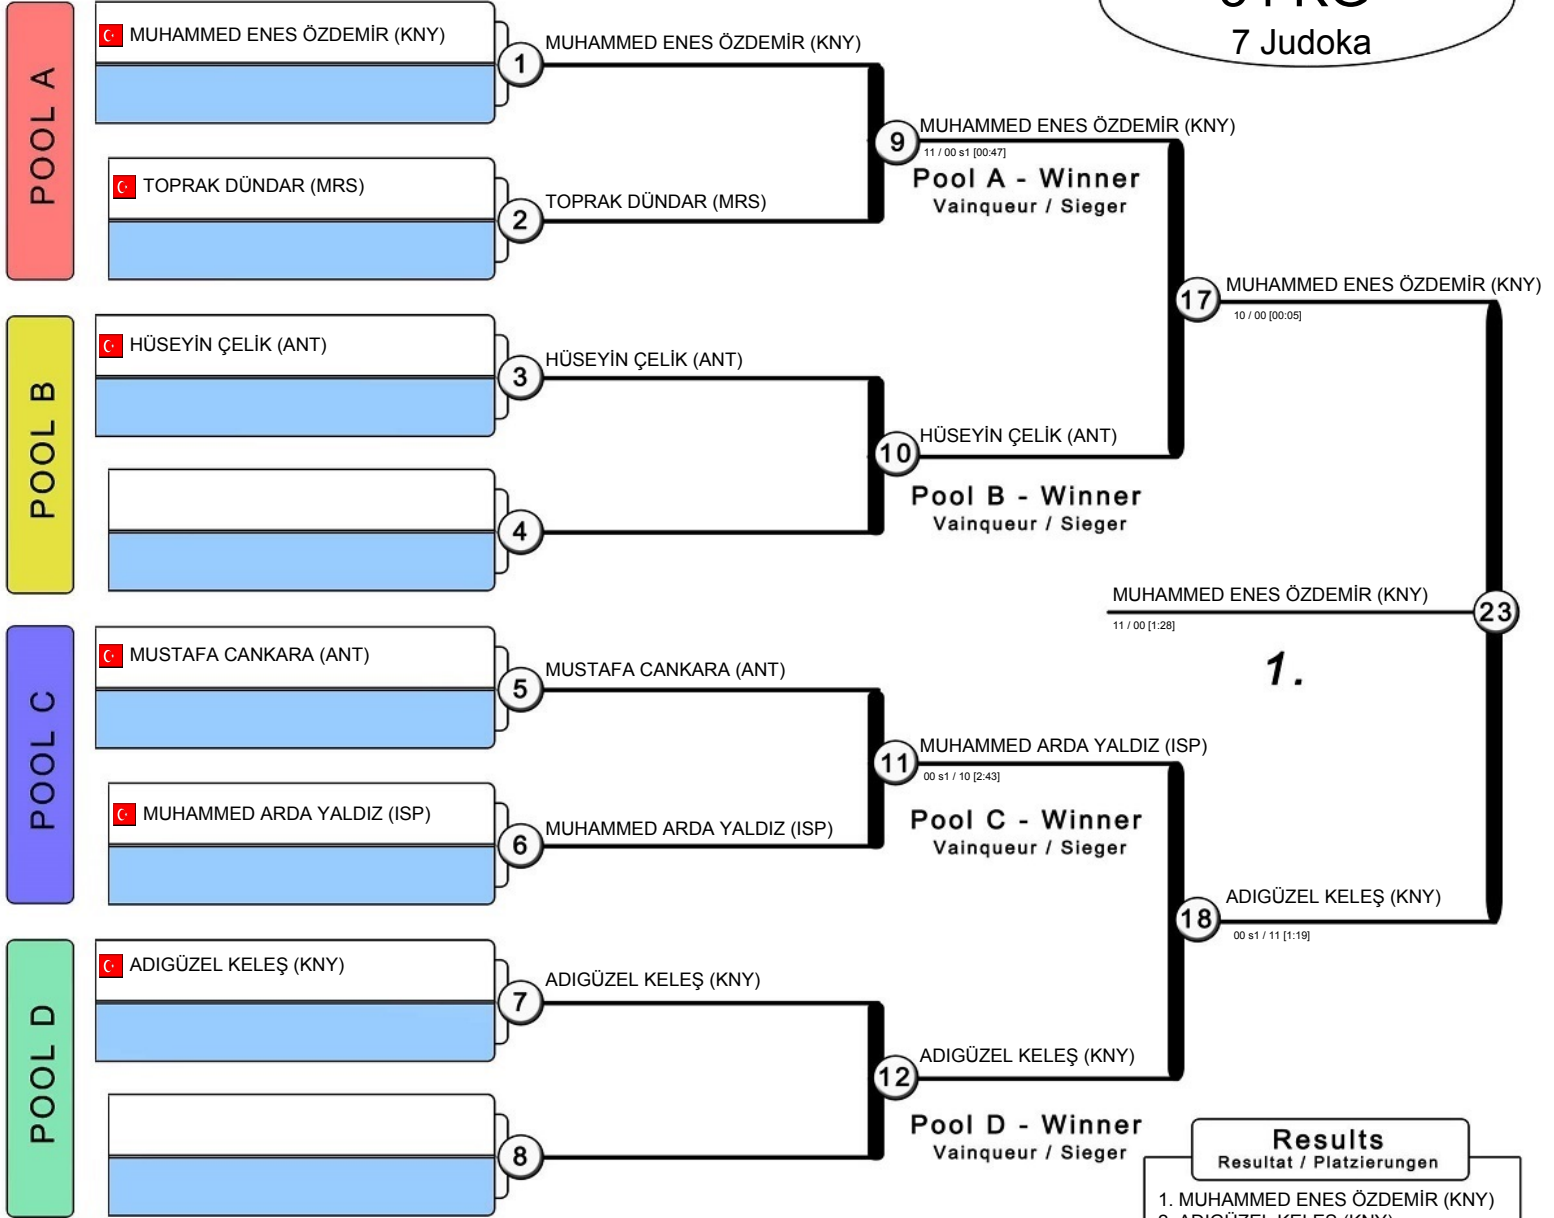 KG
7 Judoka
POOL A
MUHAMMED ENES ÖZDEMİR (KNY)
1
MUHAMMED ENES ÖZDEMİR (KNY)
TOPRAK DÜNDAR (MRS)
2
TOPRAK DÜNDAR (MRS)
9
MUHAMMED ENES ÖZDEMİR (KNY)
11 / 00 s1 [00:47]
Pool A - Winner
Vainqueur / Sieger
POOL B
HÜSEYİN ÇELİK (ANT)
3
HÜSEYİN ÇELİK (ANT)
4
10
HÜSEYİN ÇELİK (ANT)
Pool B - Winner
Vainqueur / Sieger
17
MUHAMMED ENES ÖZDEMİR (KNY)
10 / 00 [00:05]
POOL C
MUSTAFA CANKARA (ANT)
5
MUSTAFA CANKARA (ANT)
MUHAMMED ARDA YALDIZ (ISP)
6
MUHAMMED ARDA YALDIZ (ISP)
11
MUHAMMED ARDA YALDIZ (ISP)
00 s1 / 10 [2:43]
Pool C - Winner
Vainqueur / Sieger
POOL D
ADIGÜZEL KELEŞ (KNY)
7
ADIGÜZEL KELEŞ (KNY)
8
12
ADIGÜZEL KELEŞ (KNY)
Pool D - Winner
Vainqueur / Sieger
18
ADIGÜZEL KELEŞ (KNY)
00 s1 / 11 [1:19]
MUHAMMED ENES ÖZDEMİR (KNY)
23
11 / 00 [1:28]
1.
Results
Resultat / Platzierungen
1. MUHAMMED ENES ÖZDEMİR (KNY)
2. ADIGÜZEL KELEŞ (KNY)